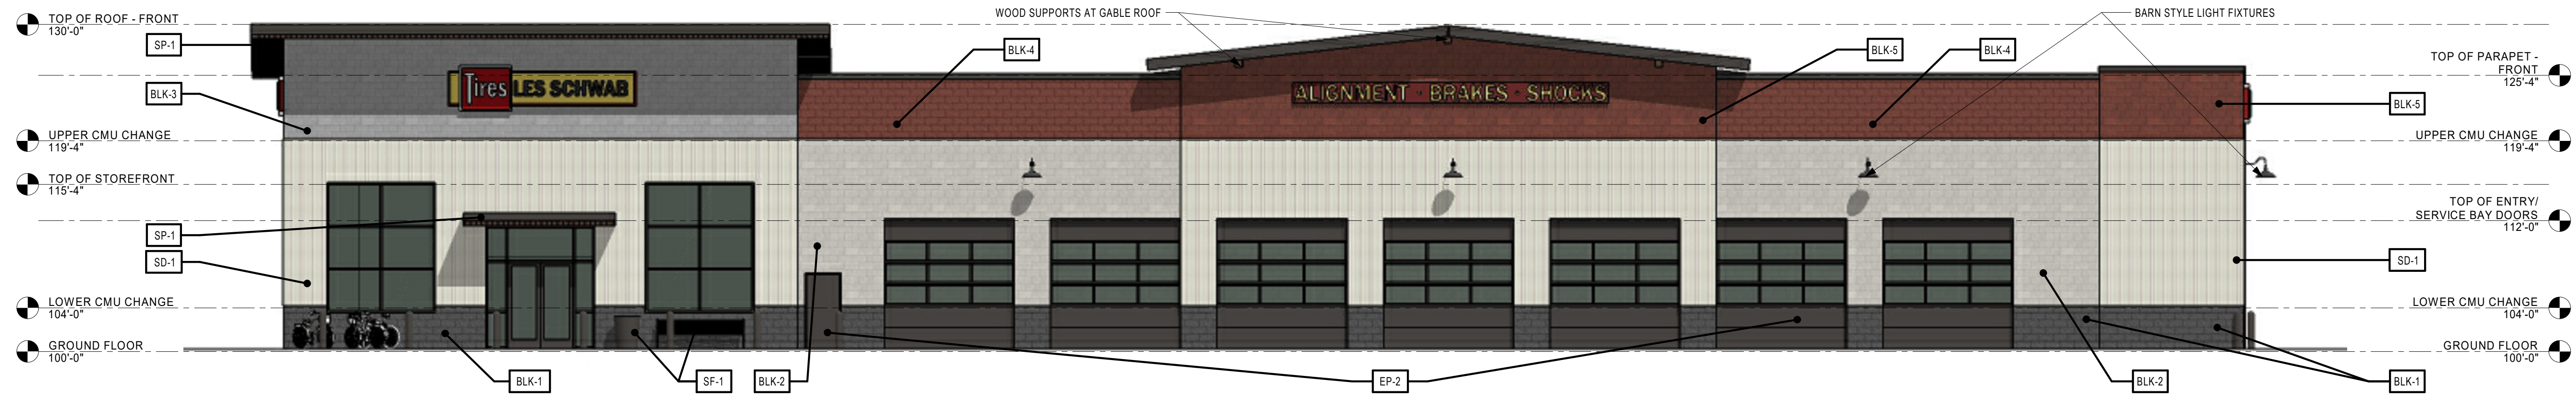 TOP OF ROOF - FRONT
130'-0"
SP-1
BLK-3
UPPER CMU CHANGE
119'-4"
TOP OF STOREFRONT
115'-4"
SP-1
SD-1
LOWER CMU CHANGE
104'-0"
GROUND FLOOR
100'-0"
WOOD SUPPORTS AT GABLE ROOF
BARN STYLE LIGHT FIXTURES
BLK-4
BLK-5
BLK-4
Tires LES SCHWAB
ALIGNMENT · BRAKES · SHOCKS
BLK-1
SF-1
BLK-2
EP-2
BLK-2
BLK-1
TOP OF PARAPET -
FRONT
125'-4"
BLK-5
UPPER CMU CHANGE
119'-4"
TOP OF ENTRY/
SERVICE BAY DOORS
112'-0"
SD-1
LOWER CMU CHANGE
104'-0"
GROUND FLOOR
100'-0"